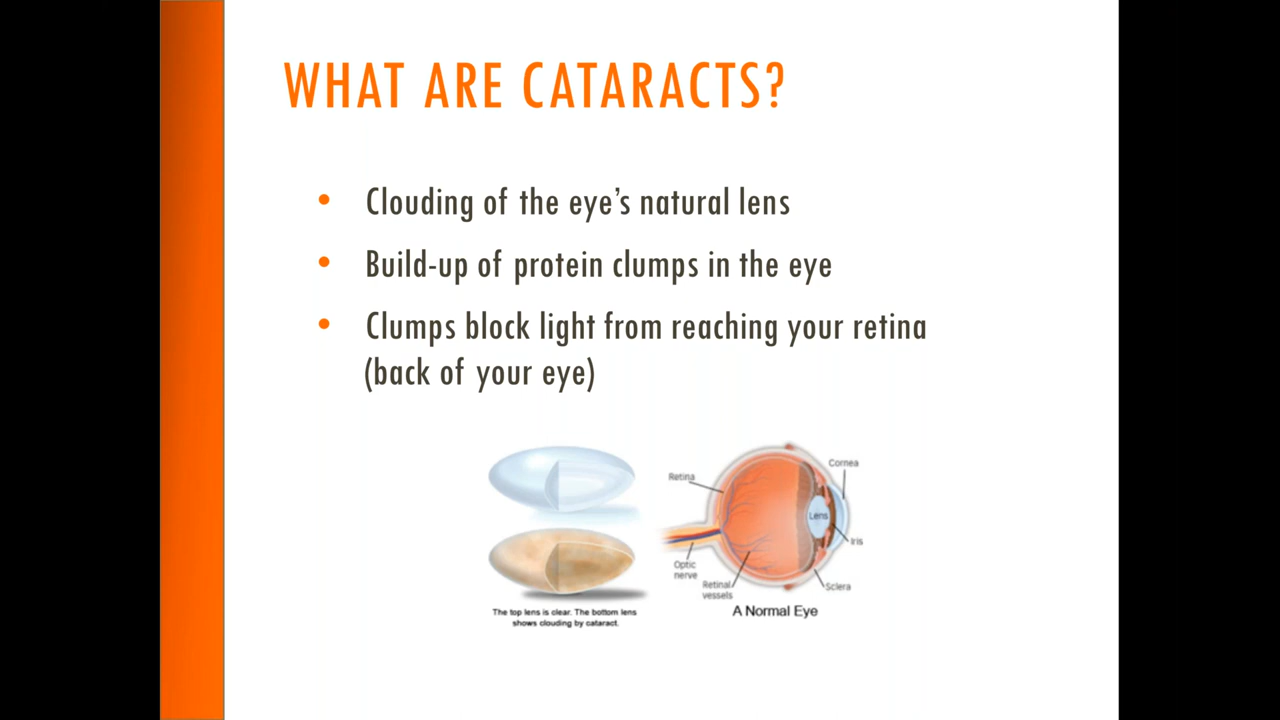 WHAT ARE CATARACTS?
• Clouding of the eye's natural lens
• Build-up of protein clumps in the eye
• Clumps block light from reaching your retina
(back of your eye)
The top lens is clear. The bottom lens
shows clouding by cataract.
Retina
Cornea
Lens
Iris
Optic
nerve
Retinal
vessels
Sclera
A Normal Eye